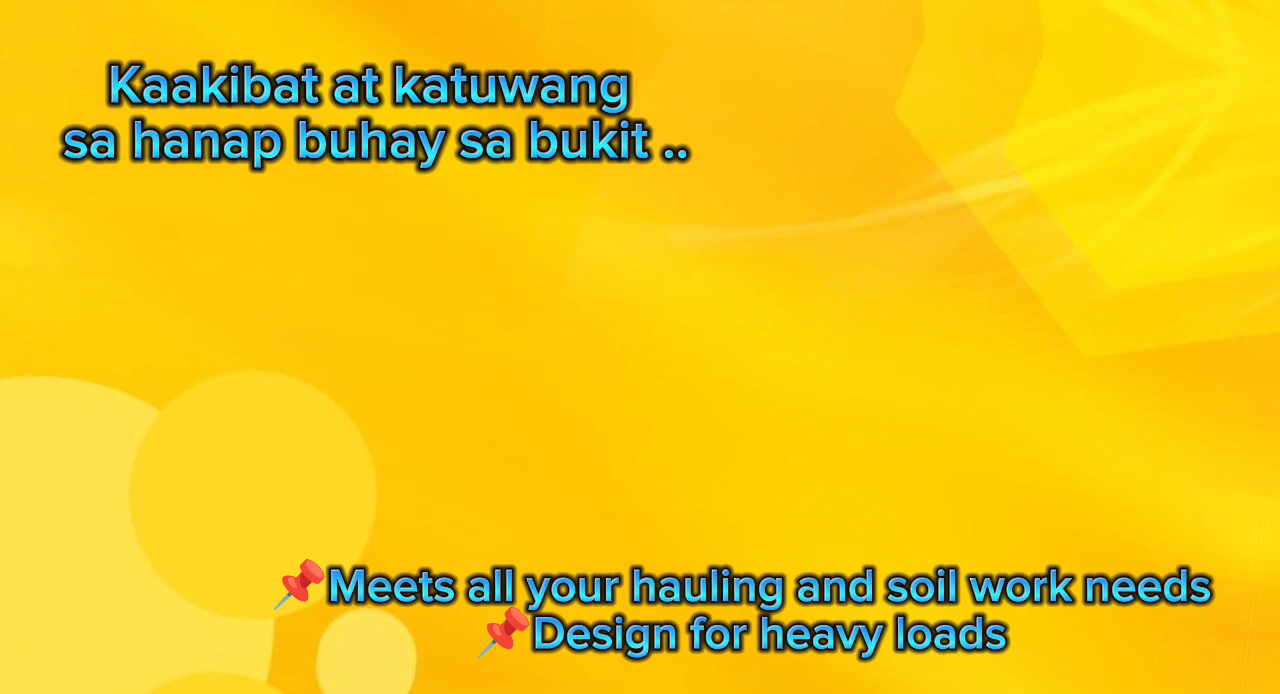 Kaakibat at katuwang
sa hanap buhay sa bukit ..
📌Meets all your hauling and soil work needs
📌Design for heavy loads